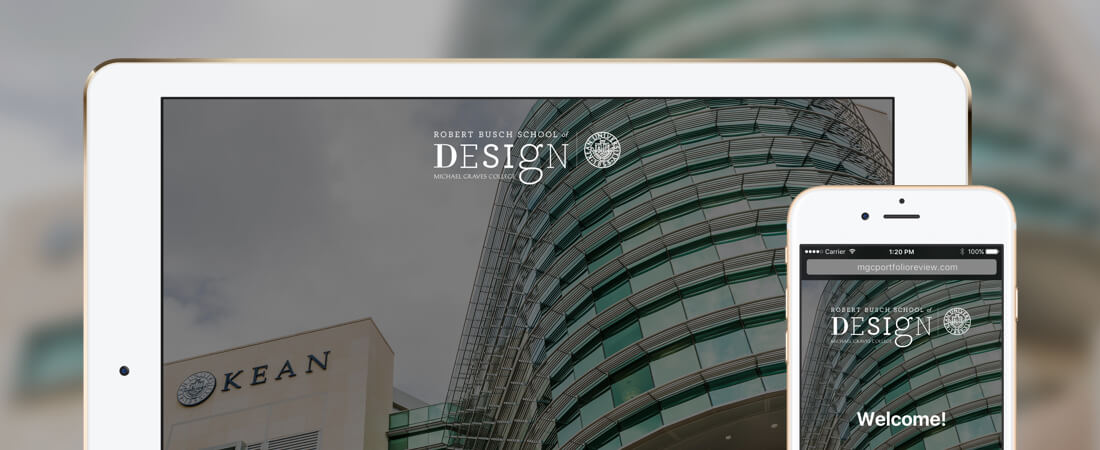 ROBERT BUSCH SCHOOL of
DESIGN
MICHAEL GRAVES COLLEGE
KEAN
Carrier
1:20 PM
100%
mgcportfolioreview.com
ROBERT BUSCH SCHOOL of
DESIGN
MICHAEL GRAVES COLLEGE
Welcome!